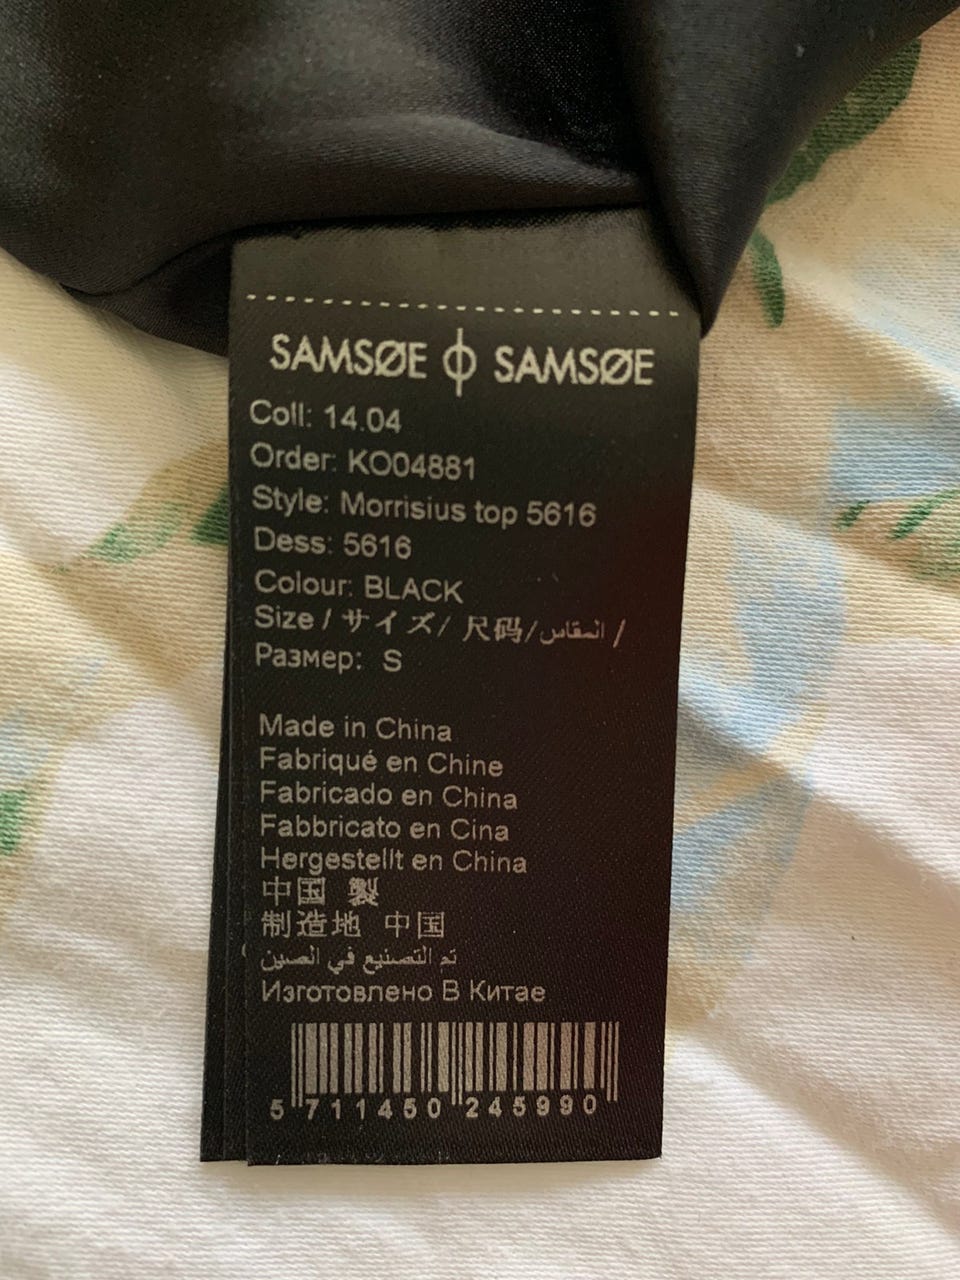 SAMSØE ϕ SAMSØE
Coll: 14.04
Order: KO04881
Style: Morrisius top 5616
Dess: 5616
Colour: BLACK
Size / サイズ/ 尺码/المقاس /
Размер: S
Made in China
Fabriqué en Chine
Fabricado en China
Fabbricato en Cina
Hergestellt en China
中国 製
制造地 中国
تم التصنيع في الصين
Изготовлено В Китае
5 711450 245990